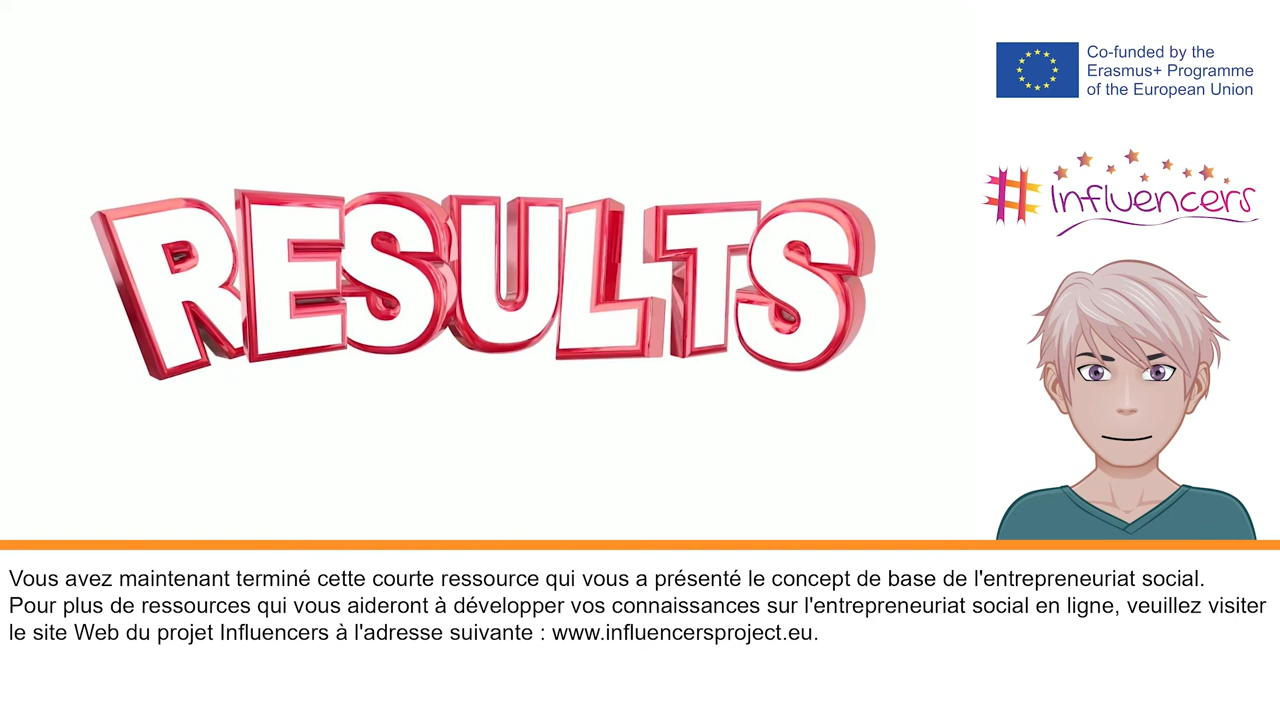 RESULTS
Co-funded by the
Erasmus+ Programme
of the European Union
#Influencers
Vous avez maintenant terminé cette courte ressource qui vous a présenté le concept de base de l'entrepreneuriat social.
Pour plus de ressources qui vous aideront à développer vos connaissances sur l'entrepreneuriat social en ligne, veuillez visiter
le site Web du projet Influencers à l'adresse suivante : www.influencersproject.eu.